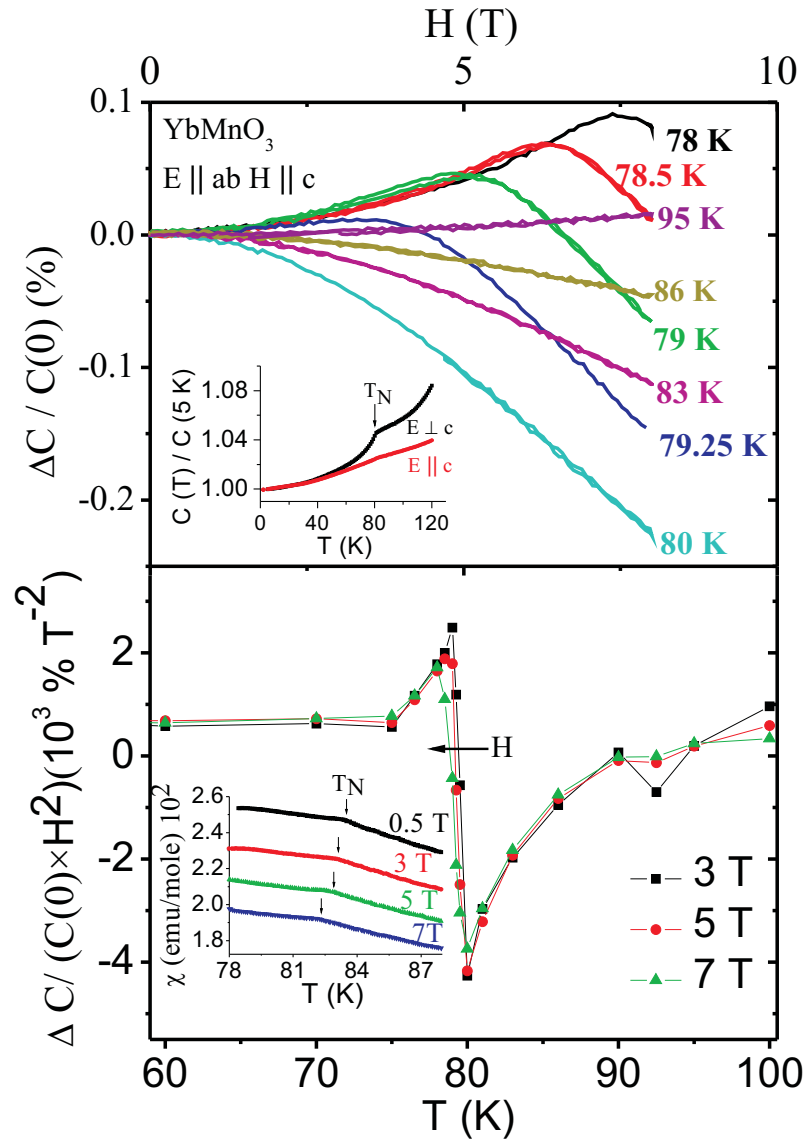 H (T)
0 5 10
0.1
0.0
-0.1
-0.2
ΔC / C(0) (%)
YbMnO₃
E || ab H || c
78 K
78.5 K
95 K
86 K
79 K
83 K
79.25 K
80 K
C (T) / C (5 K)
1.08
1.04
1.00
T_N
E ⊥ c
E || c
0 40 80 120
T (K)
Δ C/ (C(0)×H²)(10³ % T⁻²)
2
0
-2
-4
H
χ (emu/mole) 10²
2.6
2.4
2.2
2.0
1.8
T_N
0.5 T
3 T
5 T
7T
78 81 84 87
T (K)
3 T
5 T
7 T
60 70 80 90 100
T (K)